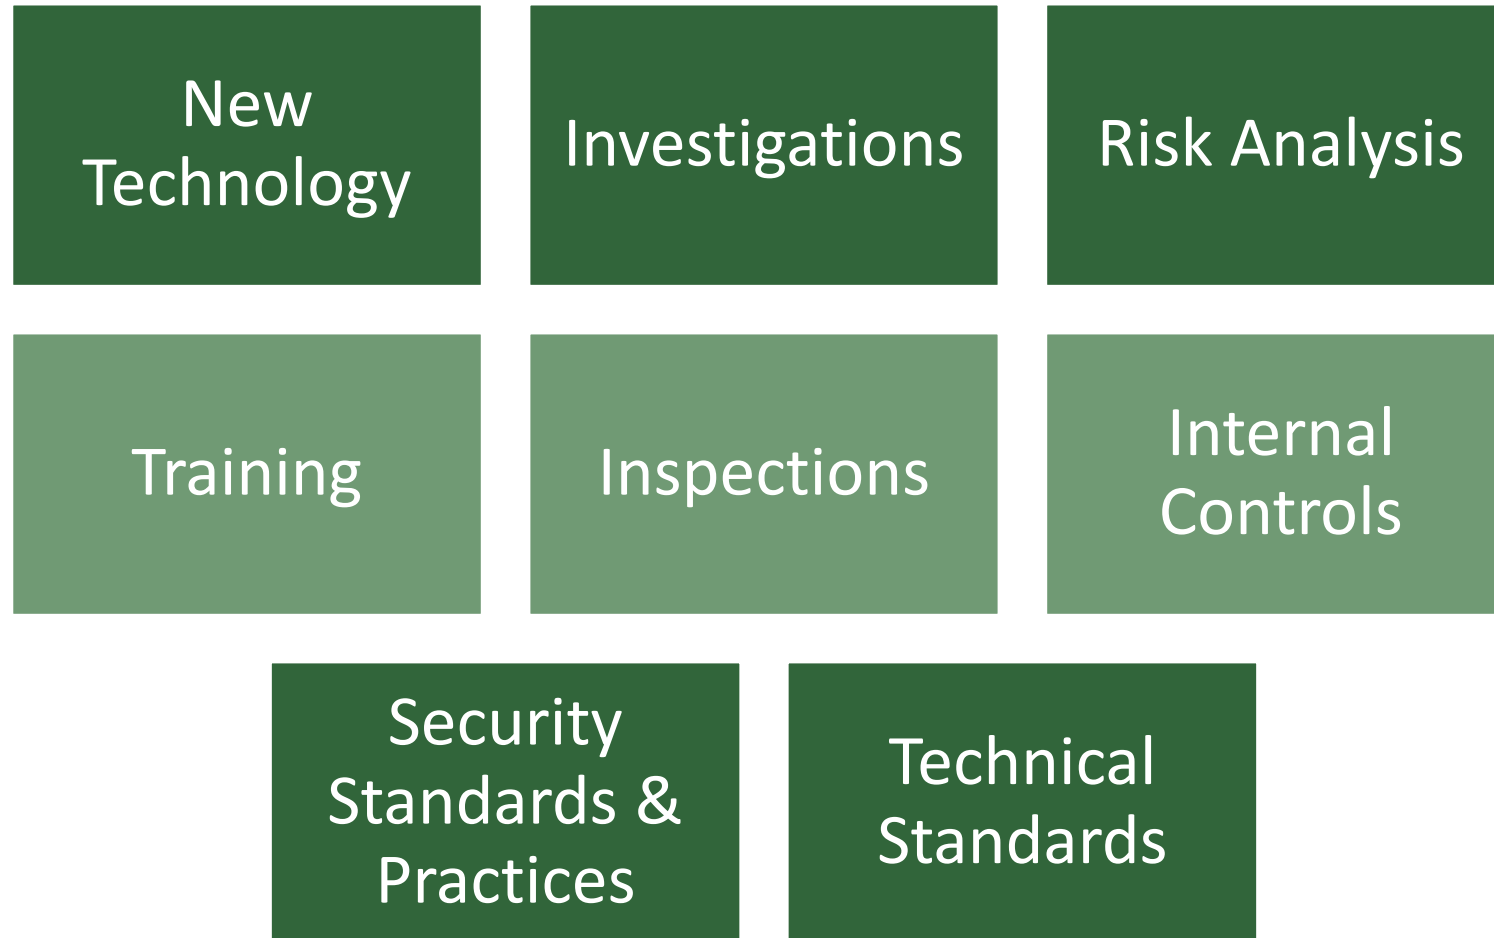 New
Technology
Investigations
Risk Analysis
Training
Inspections
Internal
Controls
Security
Standards &
Practices
Technical
Standards